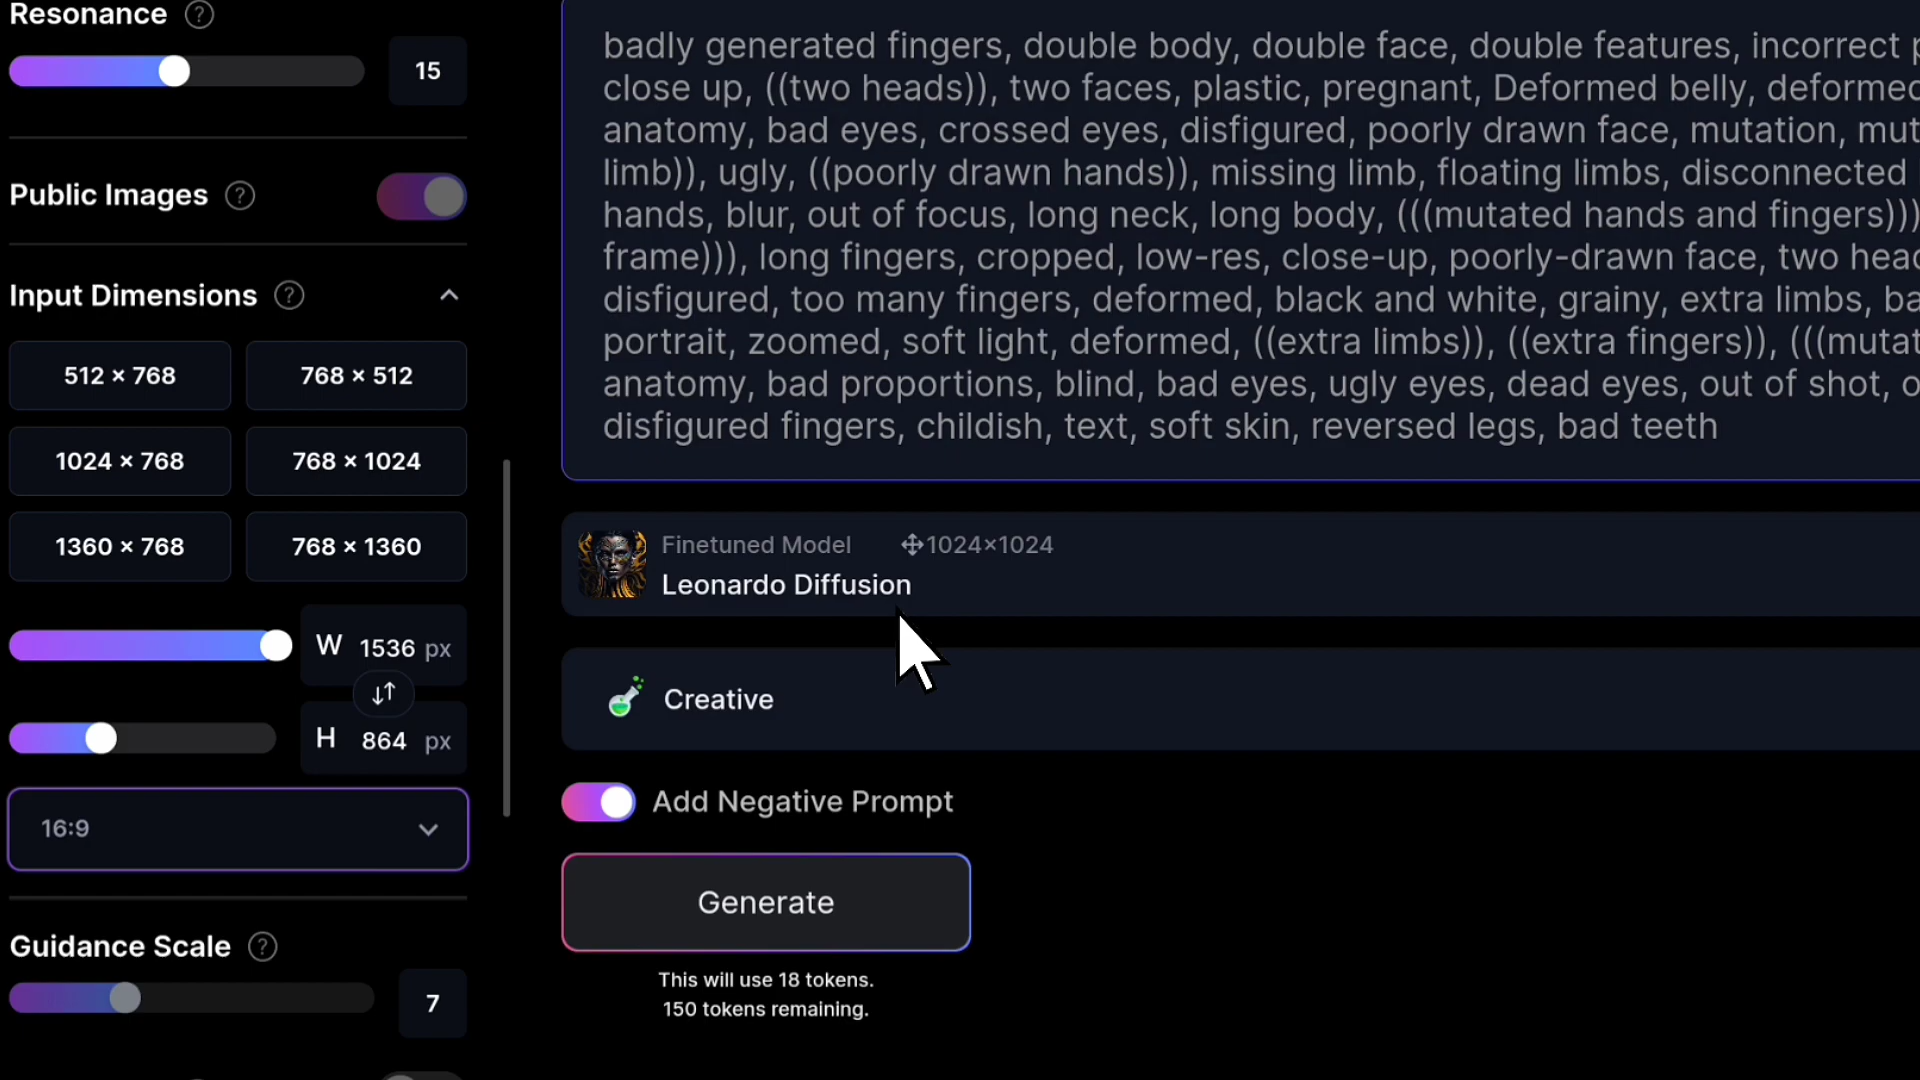 Resonance ?
15
Public Images ?
Input Dimensions ?
512 × 768
768 × 512
1024 × 768
768 × 1024
1360 × 768
768 × 1360
W 1536 px
H 864 px
16:9
Guidance Scale ?
7
badly generated fingers, double body, double face, double features, incorrect
close up, ((two heads)), two faces, plastic, pregnant, Deformed belly, deformed
anatomy, bad eyes, crossed eyes, disfigured, poorly drawn face, mutation,
limb)), ugly, ((poorly drawn hands)), missing limb, floating limbs, disconnected
hands, blur, out of focus, long neck, long body, (((mutated hands and fingers)))
frame))), long fingers, cropped, low-res, close-up, poorly-drawn face, two
disfigured, too many fingers, deformed, black and white, grainy, extra limbs,
portrait, zoomed, soft light, deformed, ((extra limbs)), ((extra fingers)),
anatomy, bad proportions, blind, bad eyes, ugly eyes, dead eyes, out of shot,
disfigured fingers, childish, text, soft skin, reversed legs, bad teeth
Finetuned Model 1024×1024
Leonardo Diffusion
Creative
Add Negative Prompt
Generate
This will use 18 tokens.
150 tokens remaining.